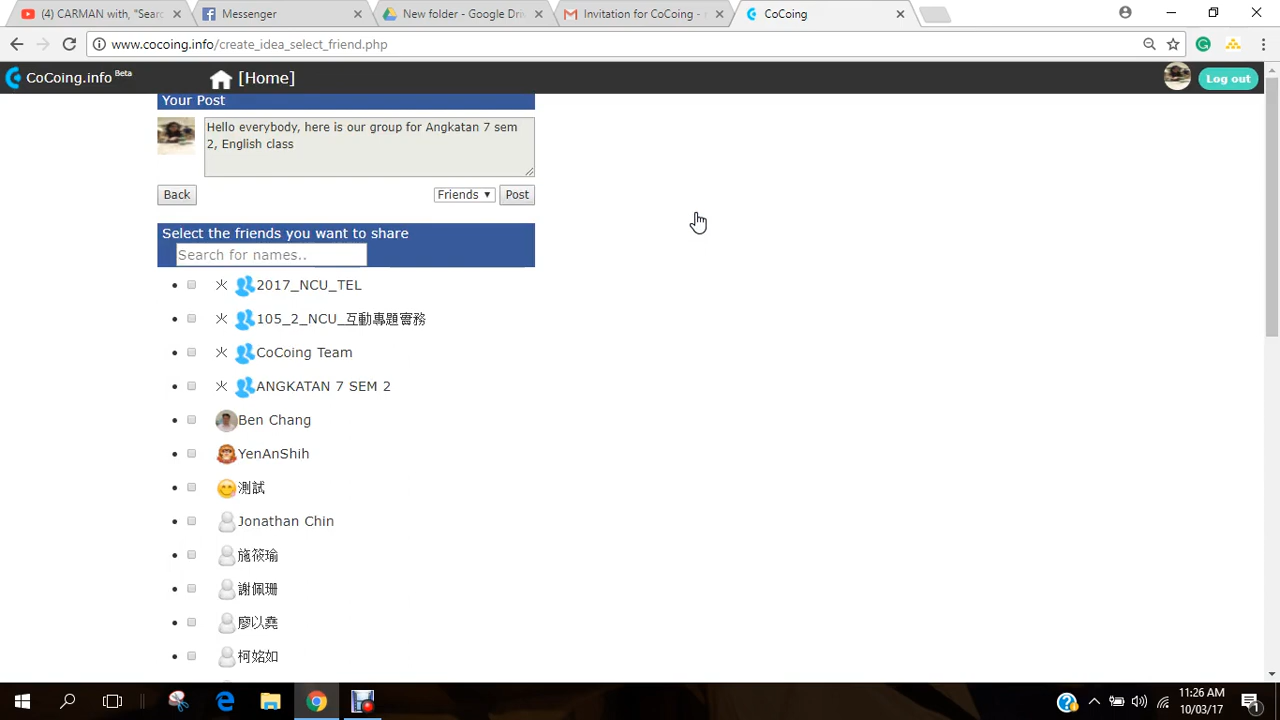 (4) CARMAN with, "Searc
Messenger
New folder - Google Driv
Invitation for CoCoing -
CoCoing
www.cocoing.info/create_idea_select_friend.php
CoCoing.info Beta
[Home]
Log out
Your Post
Hello everybody, here is our group for Angkatan 7 sem
2, English class
Back
Friends
Post
Select the friends you want to share
Search for names..
2017_NCU_TEL
105_2_NCU_互動專題實務
CoCoing Team
ANGKATAN 7 SEM 2
Ben Chang
YenAnShih
測試
Jonathan Chin
施筱瑜
謝佩珊
廖以堯
柯姳如
11:26 AM
10/03/17